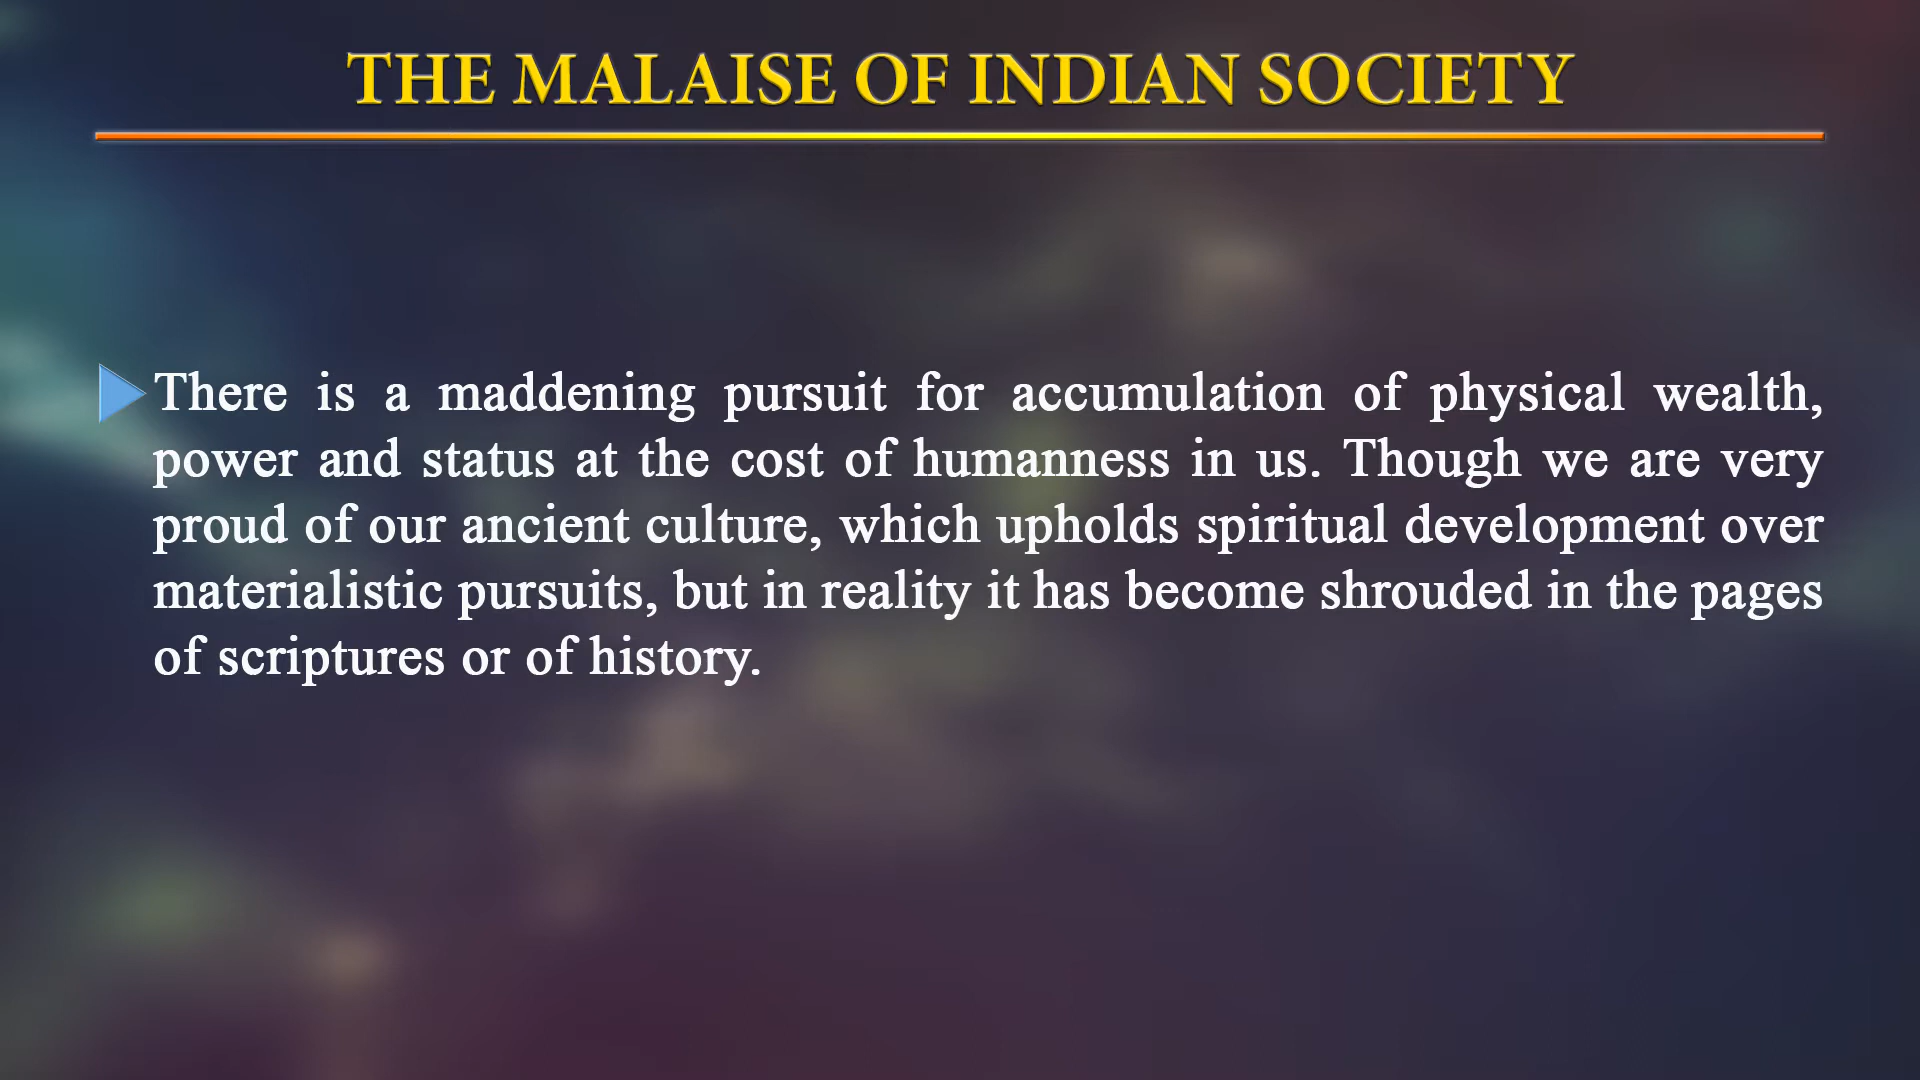 THE MALAISE OF INDIAN SOCIETY
There is a maddening pursuit for accumulation of physical wealth,
power and status at the cost of humanness in us. Though we are very
proud of our ancient culture, which upholds spiritual development over
materialistic pursuits, but in reality it has become shrouded in the pages
of scriptures or of history.